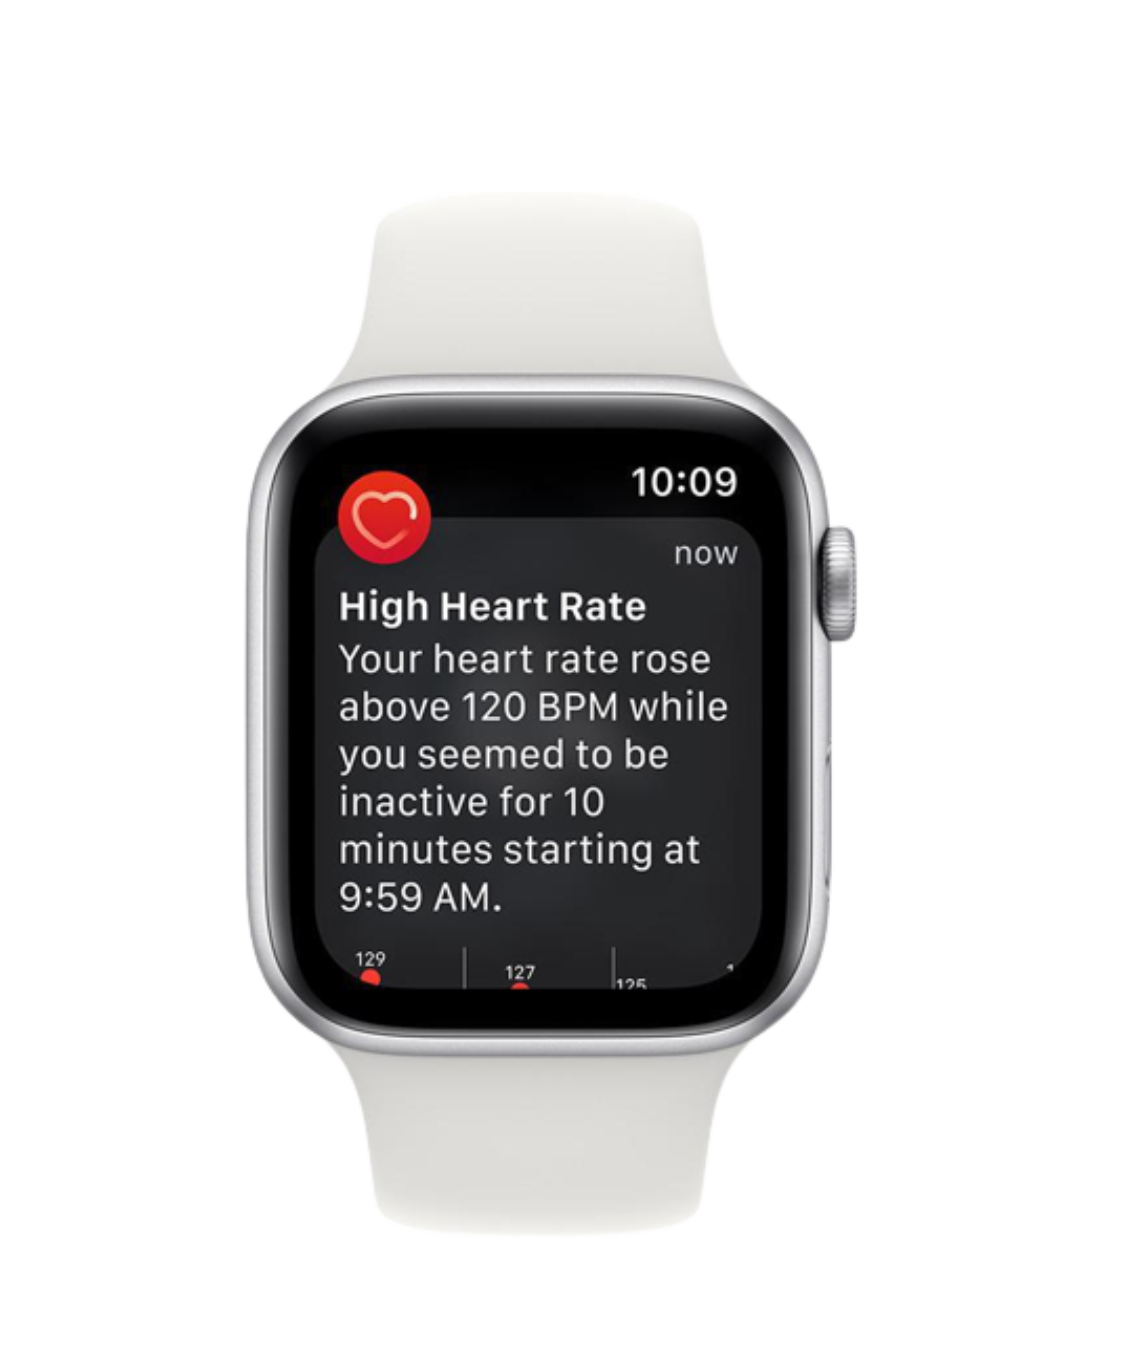 10:09
now
High Heart Rate
Your heart rate rose
above 120 BPM while
you seemed to be
inactive for 10
minutes starting at
9:59 AM.
129
127
125